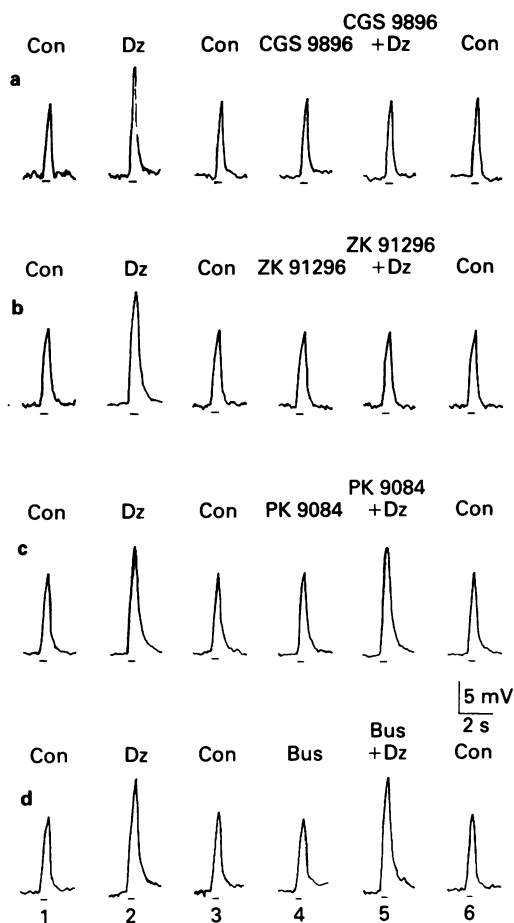 CGS 9896
Con Dz Con CGS 9896 +Dz Con
a
ZK 91296
Con Dz Con ZK 91296 +Dz Con
b
PK 9084
Con Dz Con PK 9084 +Dz Con
c
5 mV
2 s
Bus
Con Dz Con Bus +Dz Con
d
1 2 3 4 5 6